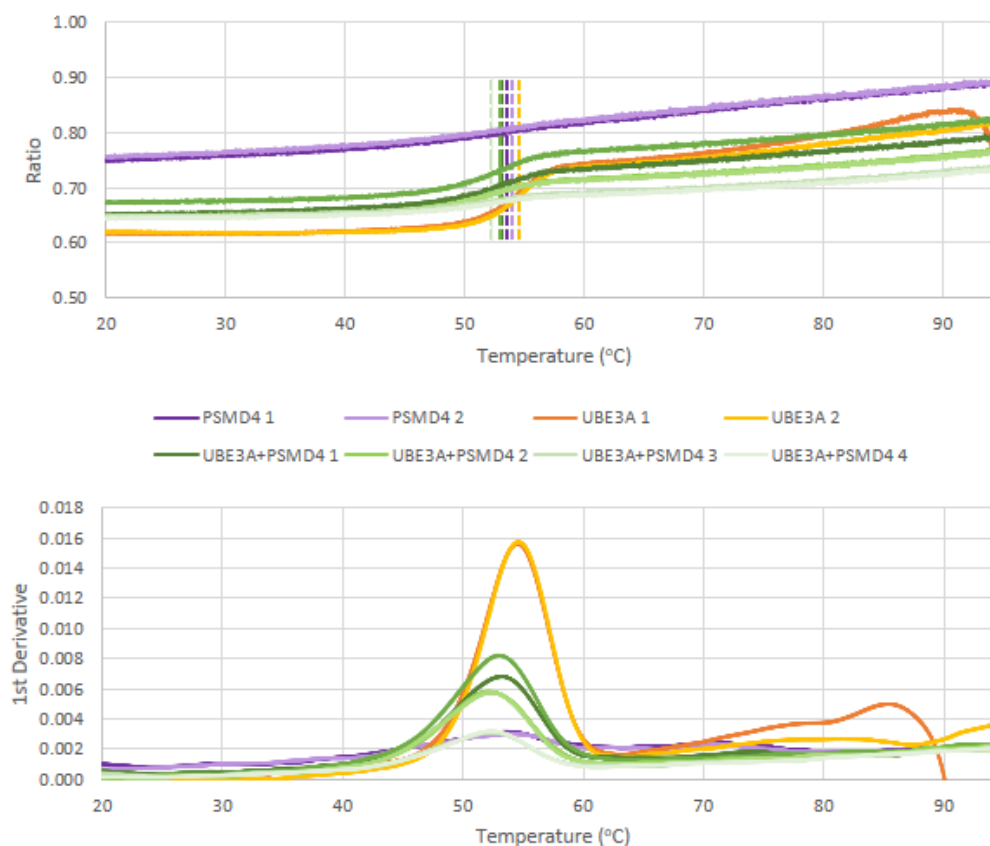 1.00
0.90
0.80
0.70
0.60
0.50
Ratio
20 30 40 50 60 70 80 90
Temperature (°C)
PSMD4 1 PSMD4 2 UBE3A 1 UBE3A 2
UBE3A+PSMD4 1 UBE3A+PSMD4 2 UBE3A+PSMD4 3 UBE3A+PSMD4 4
0.018
0.016
0.014
0.012
0.010
0.008
0.006
0.004
0.002
0.000
1st Derivative
20 30 40 50 60 70 80 90
Temperature (°C)